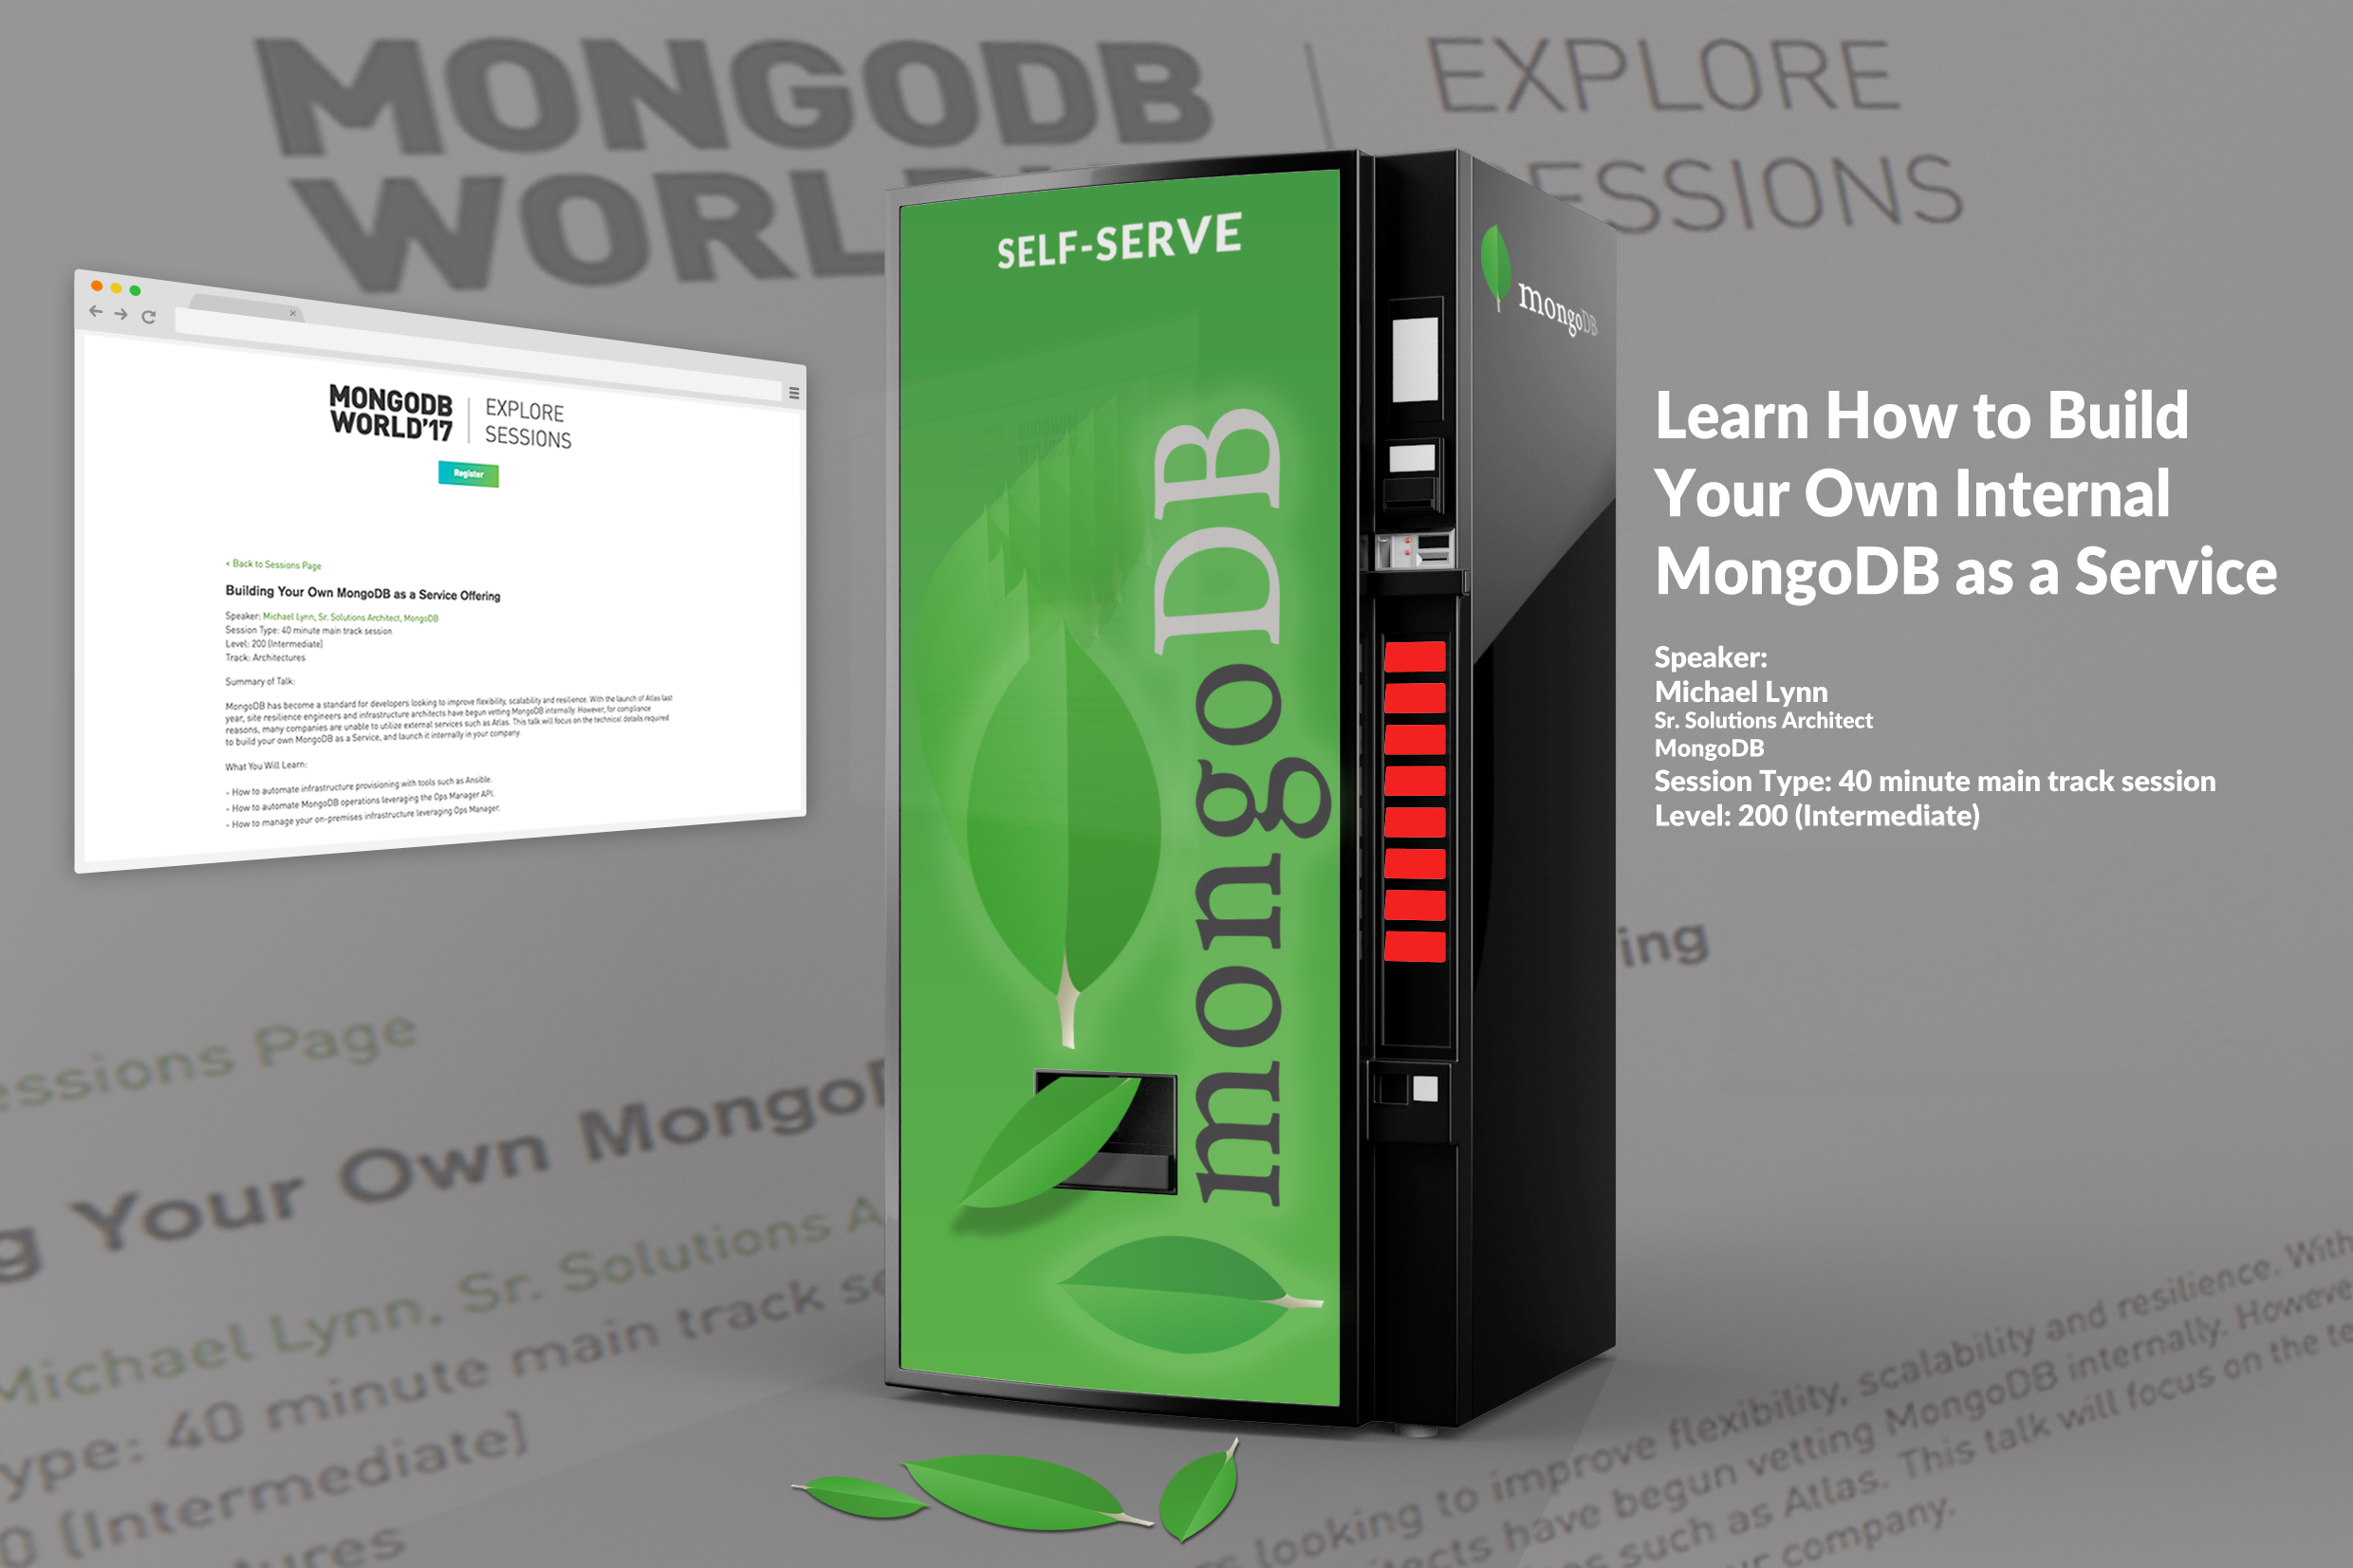 MONGODB
WORLD'
EXPLORE
SESSIONS
SELF-SERVE
mongoDB
mongoDB
MONGODB
WORLD'17
EXPLORE
SESSIONS
Register
< Back to Sessions Page
Building Your Own MongoDB as a Service Offering
Speaker: Michael Lynn, Sr. Solutions Architect, MongoDB
Session Type: 40 minute main track session
Level: 200 (Intermediate)
Track: Architectures
Summary of Talk:
MongoDB has become a standard for developers looking to improve flexibility, scalability and resilience. With the launch of Atlas last
year, site resilience engineers and infrastructure architects have begun vetting MongoDB internally. However, for compliance
reasons, many companies are unable to utilize external services such as Atlas. This talk will focus on the technical details required
to build your own MongoDB as a Service, and launch it internally in your company.
What You Will Learn:
- How to automate infrastructure provisioning with tools such as Ansible.
- How to automate MongoDB operations leveraging the Ops Manager API.
- How to manage your on-premises infrastructure leveraging Ops Manager.
Learn How to Build
Your Own Internal
MongoDB as a Service
Speaker:
Michael Lynn
Sr. Solutions Architect
MongoDB
Session Type: 40 minute main track session
Level: 200 (Intermediate)
essions Page
g Your Own MongoD
ing
Michael Lynn, Sr. Solutions A
ype: 40 minute main track se
0 (Intermediate)
tures
rs looking to improve flexibility, scalability and resilience. With
hitects have begun vetting MongoDB internally. Howeve
ces such as Atlas. This talk will focus on the te
ur company.